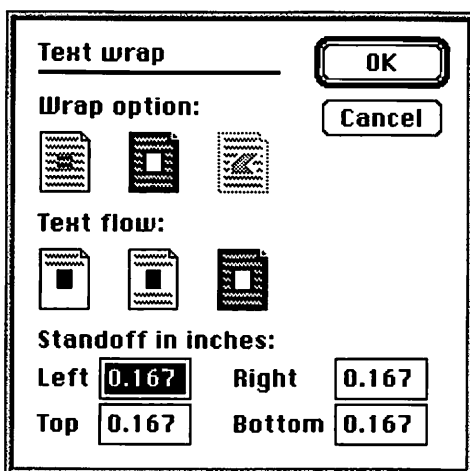 Text wrap
OK
Wrap option:
Cancel
Text flow:
Standoff in inches:
Left 0.167 Right 0.167
Top 0.167 Bottom 0.167